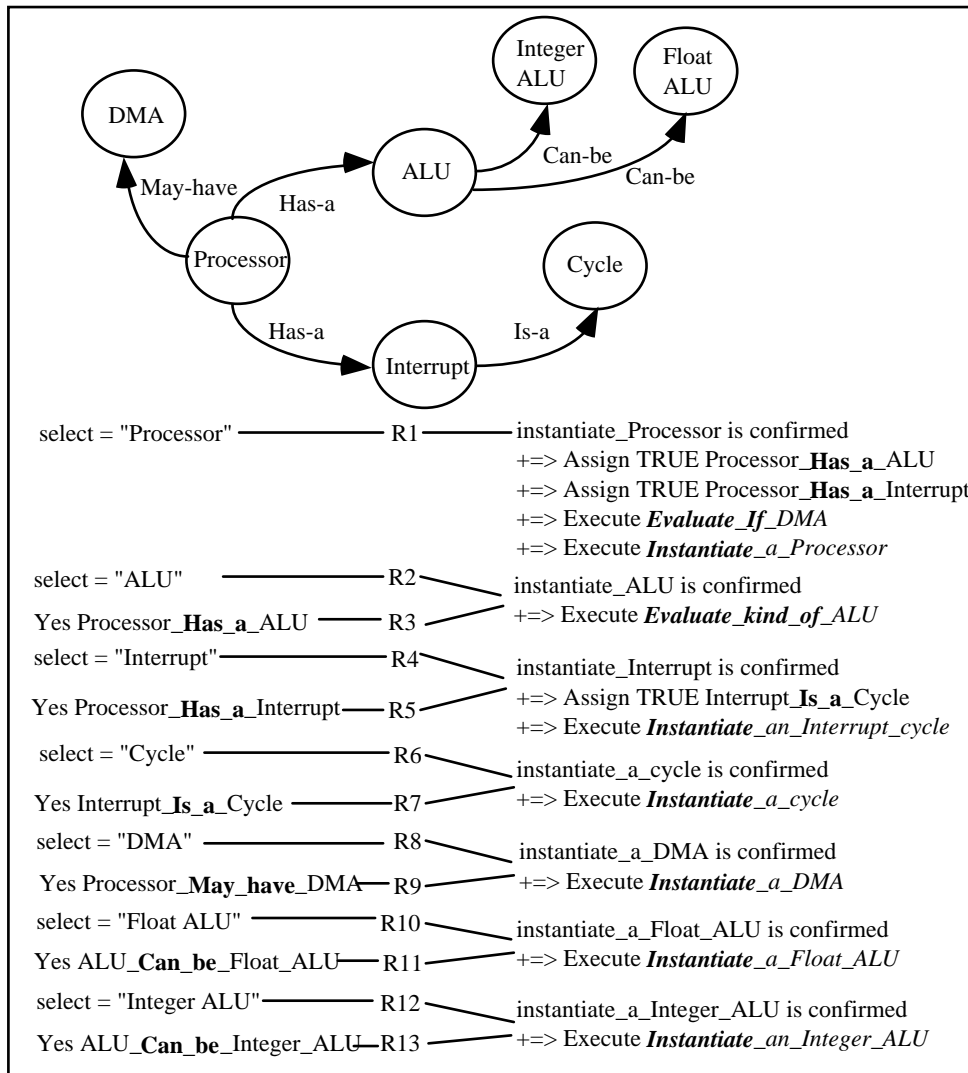 Integer
ALU
Float
ALU
DMA
Can-be
ALU
Can-be
May-have
Has-a
Processor
Cycle
Has-a
Is-a
Interrupt
select = "Processor" R1 instantiate_Processor is confirmed
+=> Assign TRUE Processor_Has_a_ALU
+=> Assign TRUE Processor_Has_a_Interrupt
+=> Execute Evaluate_If_DMA
+=> Execute Instantiate_a_Processor
select = "ALU" R2 instantiate_ALU is confirmed
Yes Processor_Has_a_ALU R3 +=> Execute Evaluate_kind_of_ALU
select = "Interrupt" R4 instantiate_Interrupt is confirmed
Yes Processor_Has_a_Interrupt R5 +=> Assign TRUE Interrupt_Is_a_Cycle
+=> Execute Instantiate_an_Interrupt_cycle
select = "Cycle" R6 instantiate_a_cycle is confirmed
Yes Interrupt_Is_a_Cycle R7 +=> Execute Instantiate_a_cycle
select = "DMA" R8 instantiate_a_DMA is confirmed
Yes Processor_May_have_DMA R9 +=> Execute Instantiate_a_DMA
select = "Float ALU" R10 instantiate_a_Float_ALU is confirmed
Yes ALU_Can_be_Float_ALU R11 +=> Execute Instantiate_a_Float_ALU
select = "Integer ALU" R12 instantiate_a_Integer_ALU is confirmed
Yes ALU_Can_be_Integer_ALU R13 +=> Execute Instantiate_an_Integer_ALU